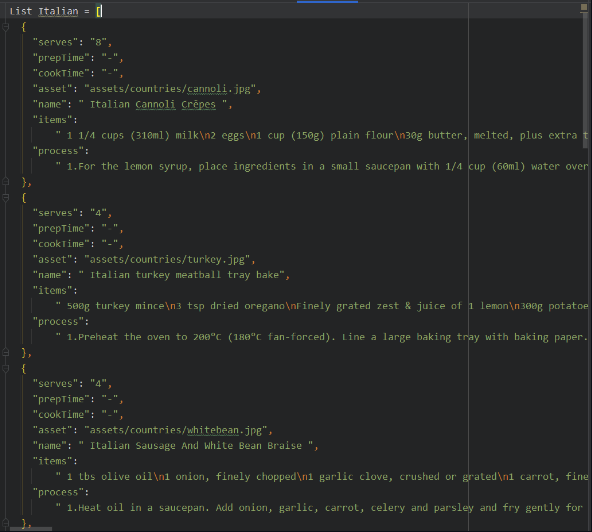 List Italian = [
{
"serves": "8",
"prepTime": "-",
"cookTime": "-",
"asset": "assets/countries/cannoli.jpg",
"name": " Italian Cannoli Crêpes ",
"items":
" 1 1/4 cups (310ml) milk\n2 eggs\n1 cup (150g) plain flour\n30g butter, melted, plus extra t
"process":
" 1.For the lemon syrup, place ingredients in a small saucepan with 1/4 cup (60ml) water over
},
{
"serves": "4",
"prepTime": "-",
"cookTime": "-",
"asset": "assets/countries/turkey.jpg",
"name": " Italian turkey meatball tray bake",
"items":
" 500g turkey mince\n3 tsp dried oregano\nFinely grated zest & juice of 1 lemon\n300g potatoe
"process":
" 1.Preheat the oven to 200°C (180°C fan-forced). Line a large baking tray with baking paper.
},
{
"serves": "4",
"prepTime": "-",
"cookTime": "-",
"asset": "assets/countries/whitebean.jpg",
"name": " Italian Sausage And White Bean Braise ",
"items":
" 1 tbs olive oil\n1 onion, finely chopped\n1 garlic clove, crushed or grated\n1 carrot, fine
"process":
" 1.Heat oil in a saucepan. Add onion, garlic, carrot, celery and parsley and fry gently for
},